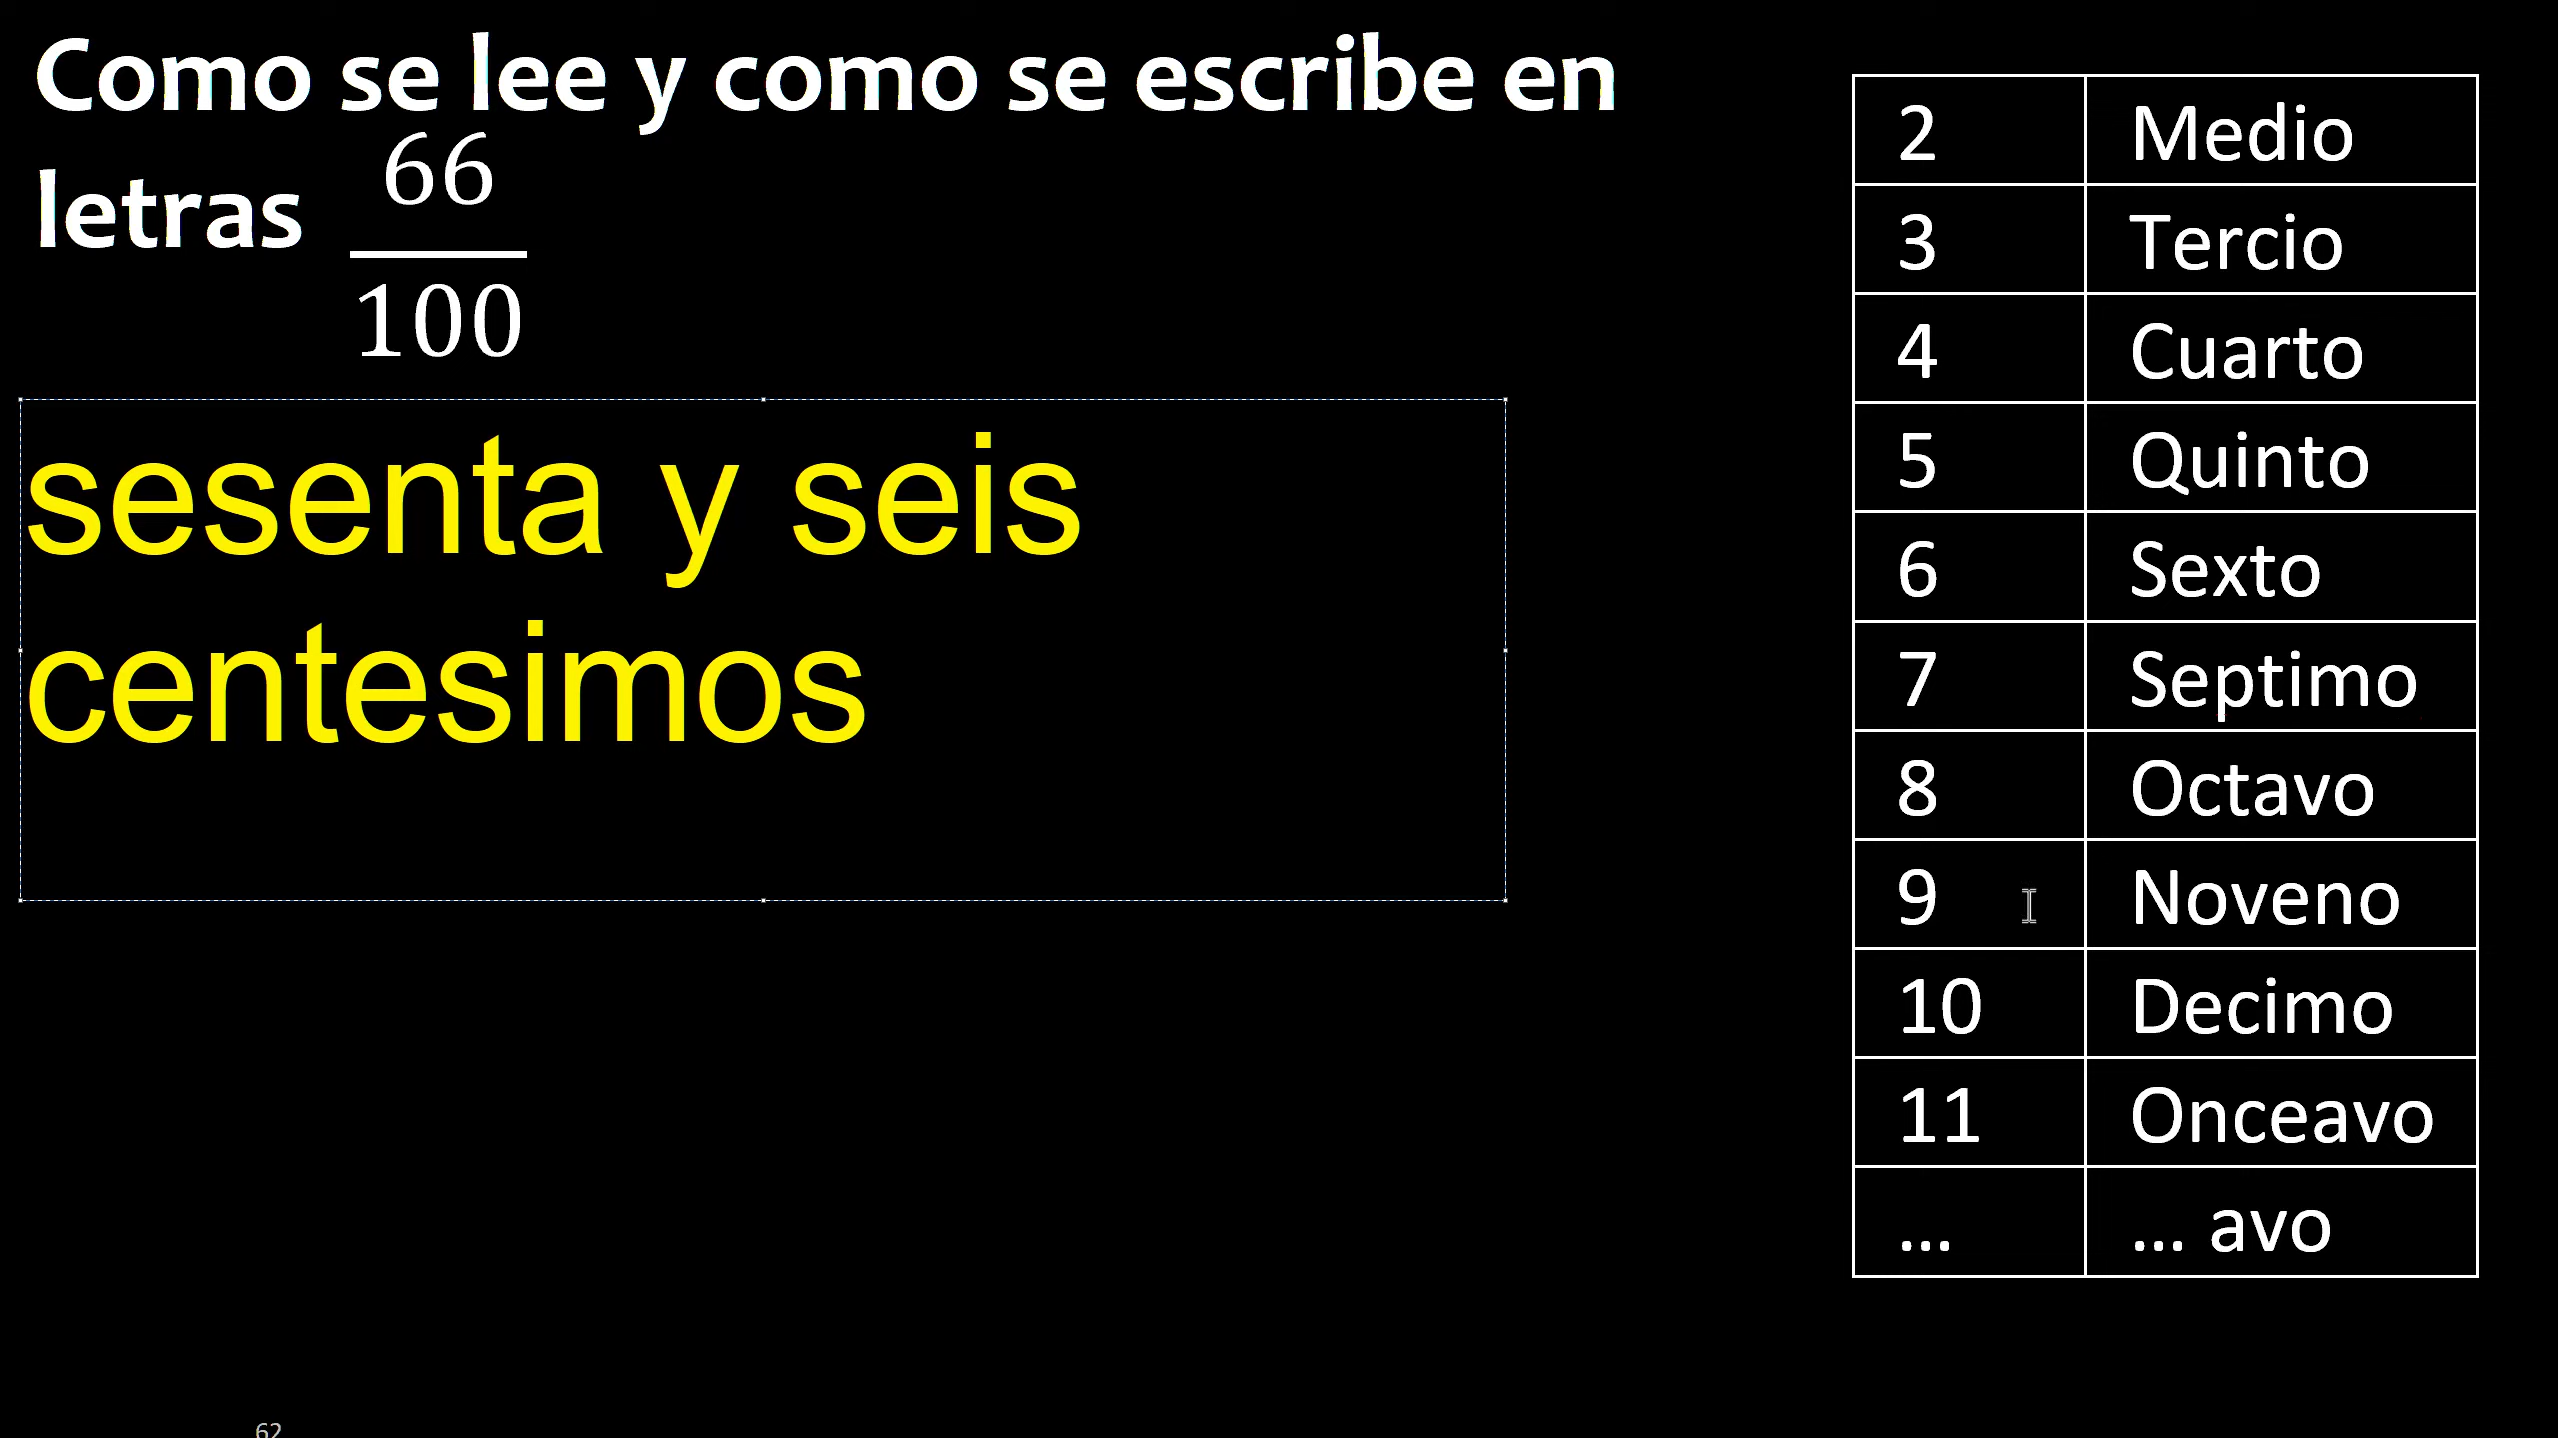 Como se lee y como se escribe en
letras 66/100
sesenta y seis
centesimos
2 Medio
3 Tercio
4 Cuarto
5 Quinto
6 Sexto
7 Septimo
8 Octavo
9 Noveno
10 Decimo
11 Onceavo
... ... avo
62